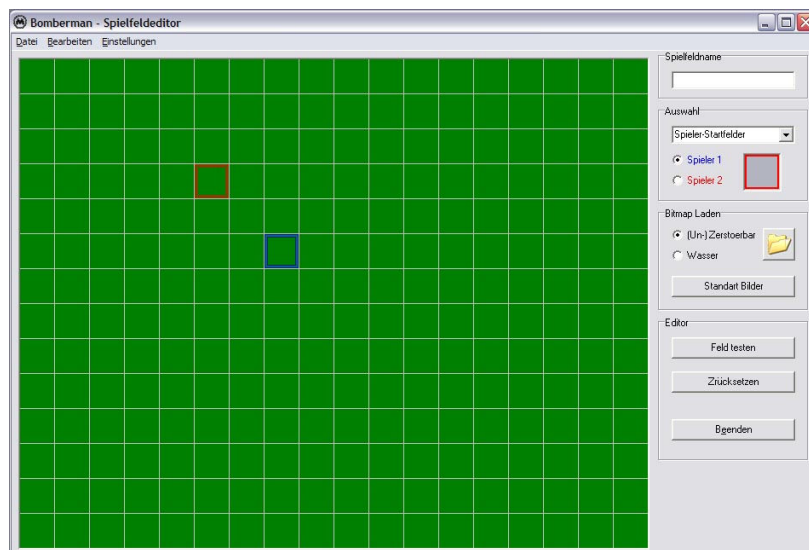 Bomberman - Spielfeldeditor
Datei Bearbeiten Einstellungen
Spielfeldname
Auswahl
Spieler-Startfelder
Spieler 1
Spieler 2
Bitmap Laden
(Un-)Zerstoerbar
Wasser
Standart Bilder
Editor
Feld testen
Zrücksetzen
Beenden